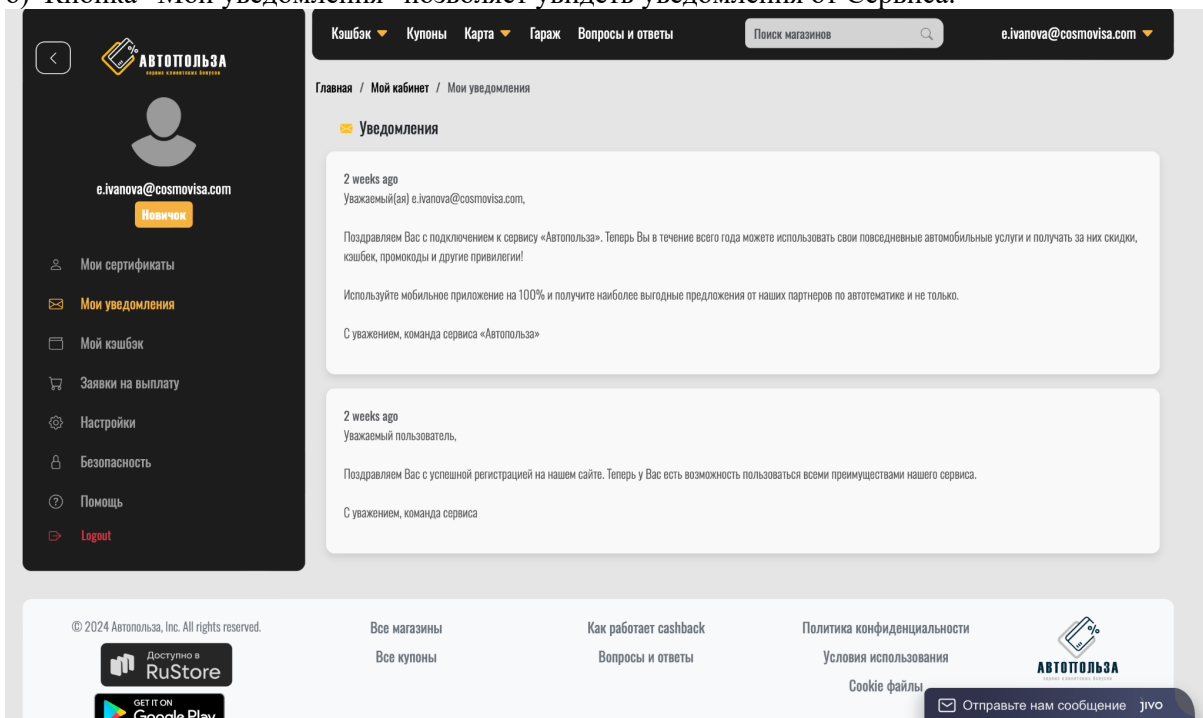 б) Кнопка "Мои уведомления" позволяет увидеть уведомления от Сервиса.
АВТОПОЛЬЗА
сервис клиентских бонусов
Кэшбэк Купоны Карта Гараж Вопросы и ответы
Поиск магазинов
e.ivanova@cosmovisa.com
Главная / Мой кабинет / Мои уведомления
Уведомления
e.ivanova@cosmovisa.com
Новичок
Мои сертификаты
Мои уведомления
Мой кэшбэк
Заявки на выплату
Настройки
Безопасность
Помощь
Logout
2 weeks ago
Уважаемый(ая) e.ivanova@cosmovisa.com,
Поздравляем Вас с подключением к сервису «Автопольза». Теперь Вы в течение всего года можете использовать свои повседневные автомобильные услуги и получать за них скидки,
кэшбек, промокоды и другие привилегии!
Используйте мобильное приложение на 100% и получите наиболее выгодные предложения от наших партнеров по автотематике и не только.
С уважением, команда сервиса «Автопольза»
2 weeks ago
Уважаемый пользователь,
Поздравляем Вас с успешной регистрацией на нашем сайте. Теперь у Вас есть возможность пользоваться всеми преимуществами нашего сервиса.
С уважением, команда сервиса
© 2024 Автопольза, Inc. All rights reserved.
Доступно в
RuStore
GET IT ON
Google Play
Все магазины
Все купоны
Как работает cashback
Вопросы и ответы
Политика конфиденциальности
Условия использования
Cookie файлы
АВТОПОЛЬЗА
сервис клиентских бонусов
Отправьте нам сообщение jivo